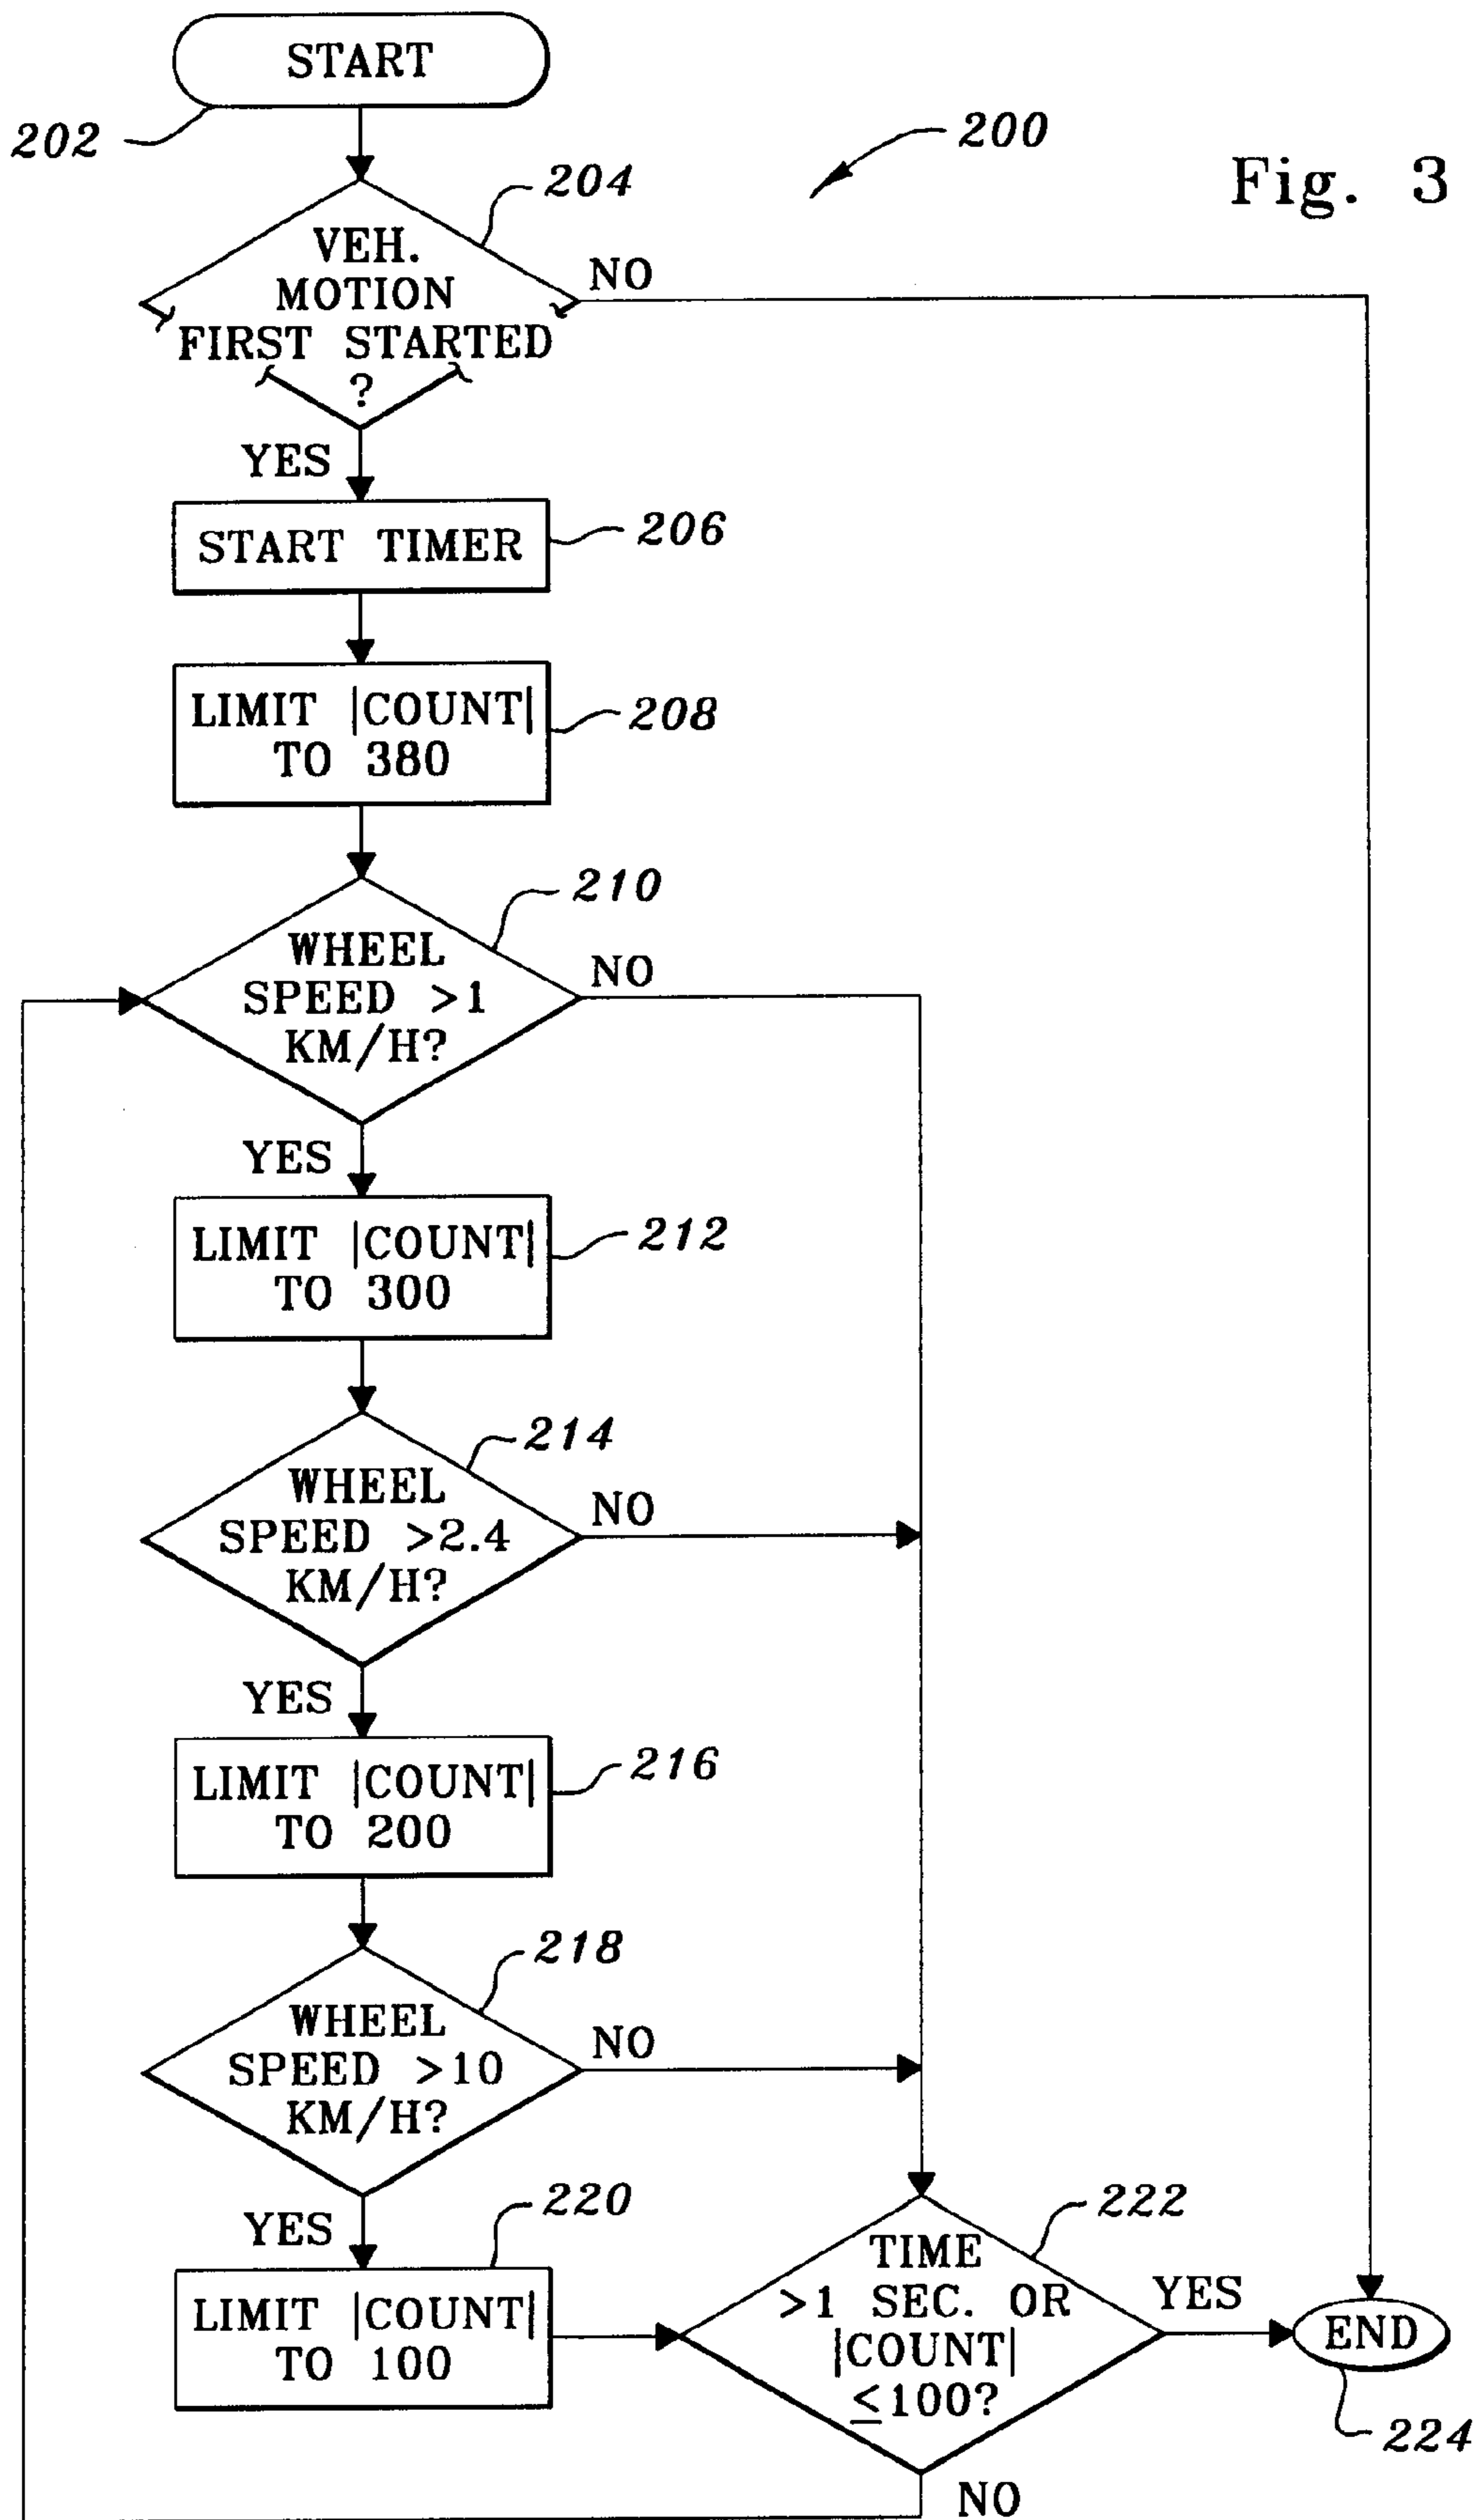 START
202
200
Fig. 3
204
VEH.
MOTION
FIRST STARTED
?
NO
YES
START TIMER
206
LIMIT |COUNT|
TO 380
208
210
WHEEL
SPEED >1
KM/H?
NO
YES
LIMIT |COUNT|
TO 300
212
214
WHEEL
SPEED >2.4
KM/H?
NO
YES
LIMIT |COUNT|
TO 200
216
218
WHEEL
SPEED >10
KM/H?
NO
YES
220
LIMIT |COUNT|
TO 100
222
TIME
>1 SEC. OR
|COUNT|
≤100?
YES
END
224
NO